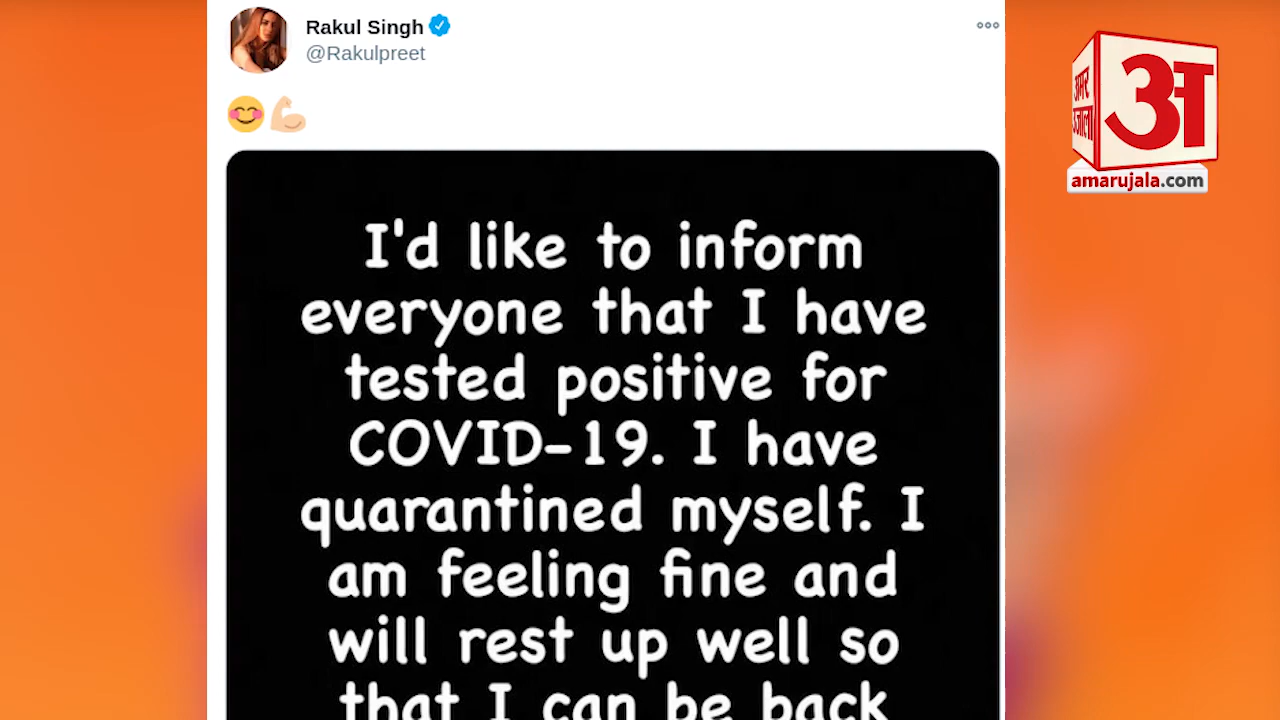 Rakul Singh
@Rakulpreet
😊💪🏼
I'd like to inform
everyone that I have
tested positive for
COVID-19. I have
quarantined myself. I
am feeling fine and
will rest up well so
that I can be back
अमर उजाला
अ
amarujala.com